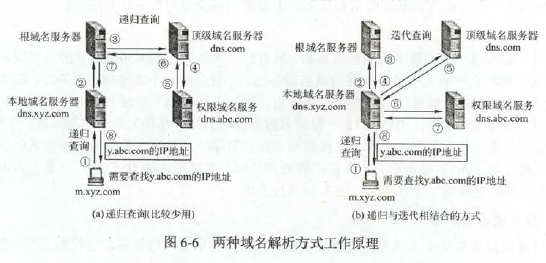 递归查询
根域名服务器
③
⑦
顶级域名服务器
dns.com
②
⑥
④
⑤
本地域名服务器
dns.xyz.com
权限域名服务
dns.abc.com
递归
查询
①
⑧
y.abc.com的IP地址
需要查找y.abc.com的IP地址
m.xyz.com
(a) 递归查询(比较少用)
迭代查询
根域名服务器
顶级域名服务器
dns.com
②
③
④
⑤
本地域名服务器
dns.xyz.com
⑥
⑦
权限域名服务
dns.abc.com
递归
查询
①
⑧
y.abc.com的IP地址
需要查找y.abc.com的IP地址
m.xyz.com
(b) 递归与迭代相结合的方式
图 6-6 两种域名解析方式工作原理